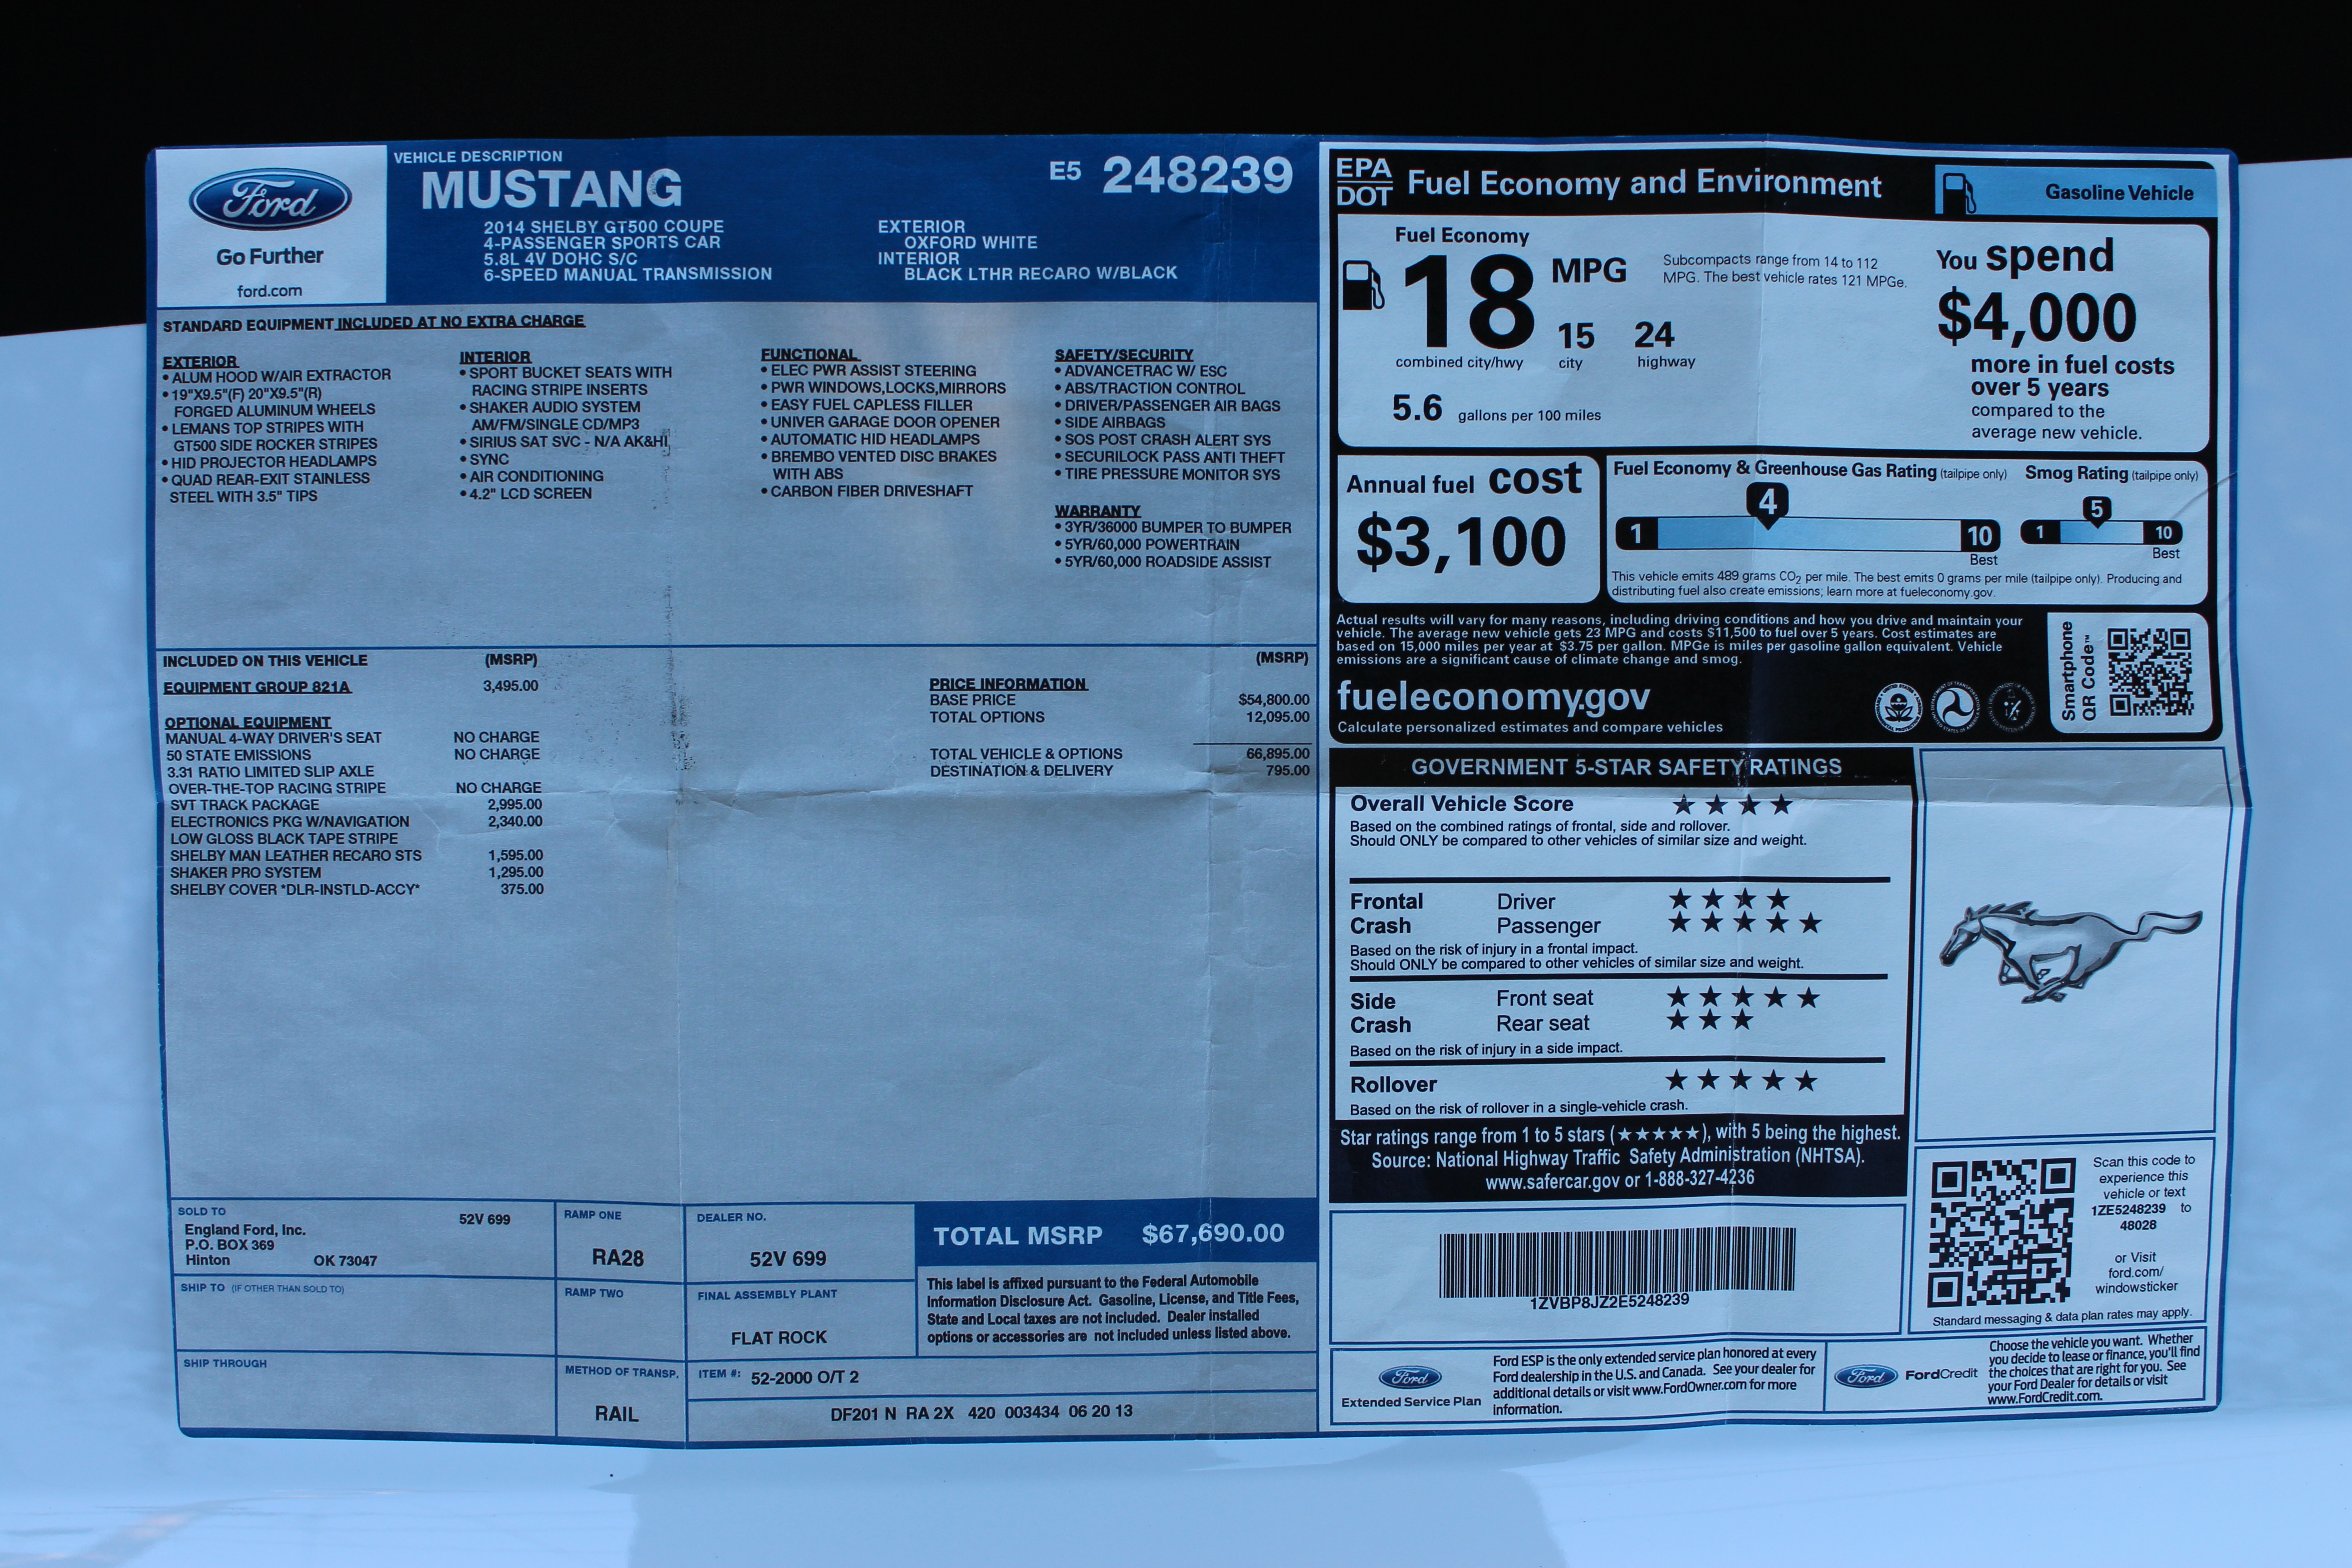 Ford
Go Further
ford.com
VEHICLE DESCRIPTION
MUSTANG
2014 SHELBY GT500 COUPE
4-PASSENGER SPORTS CAR
5.8L 4V DOHC S/C
6-SPEED MANUAL TRANSMISSION
E5 248239
EXTERIOR
OXFORD WHITE
INTERIOR
BLACK LTHR RECARO W/BLACK
STANDARD EQUIPMENT INCLUDED AT NO EXTRA CHARGE
EXTERIOR
• ALUM HOOD W/AIR EXTRACTOR
• 19"X9.5"(F) 20"X9.5"(R)
FORGED ALUMINUM WHEELS
• LEMANS TOP STRIPES WITH
GT500 SIDE ROCKER STRIPES
• HID PROJECTOR HEADLAMPS
• QUAD REAR-EXIT STAINLESS
STEEL WITH 3.5" TIPS
INTERIOR
• SPORT BUCKET SEATS WITH
RACING STRIPE INSERTS
• SHAKER AUDIO SYSTEM
AM/FM/SINGLE CD/MP3
• SIRIUS SAT SVC - N/A AK&HI
• SYNC
• AIR CONDITIONING
• 4.2" LCD SCREEN
FUNCTIONAL
• ELEC PWR ASSIST STEERING
• PWR WINDOWS,LOCKS,MIRRORS
• EASY FUEL CAPLESS FILLER
• UNIVER GARAGE DOOR OPENER
• AUTOMATIC HID HEADLAMPS
• BREMBO VENTED DISC BRAKES
WITH ABS
• CARBON FIBER DRIVESHAFT
SAFETY/SECURITY
• ADVANCETRAC W/ ESC
• ABS/TRACTION CONTROL
• DRIVER/PASSENGER AIR BAGS
• SIDE AIRBAGS
• SOS POST CRASH ALERT SYS
• SECURILOCK PASS ANTI THEFT
• TIRE PRESSURE MONITOR SYS
WARRANTY
• 3YR/36000 BUMPER TO BUMPER
• 5YR/60,000 POWERTRAIN
• 5YR/60,000 ROADSIDE ASSIST
INCLUDED ON THIS VEHICLE (MSRP)
EQUIPMENT GROUP 821A 3,495.00
OPTIONAL EQUIPMENT
MANUAL 4-WAY DRIVER'S SEAT NO CHARGE
50 STATE EMISSIONS NO CHARGE
3.31 RATIO LIMITED SLIP AXLE
OVER-THE-TOP RACING STRIPE NO CHARGE
SVT TRACK PACKAGE 2,995.00
ELECTRONICS PKG W/NAVIGATION 2,340.00
LOW GLOSS BLACK TAPE STRIPE
SHELBY MAN LEATHER RECARO STS 1,595.00
SHAKER PRO SYSTEM 1,295.00
SHELBY COVER *DLR-INSTLD-ACCY* 375.00
(MSRP)
PRICE INFORMATION
BASE PRICE $54,800.00
TOTAL OPTIONS 12,095.00
TOTAL VEHICLE & OPTIONS 66,895.00
DESTINATION & DELIVERY 795.00
SOLD TO
England Ford, Inc. 52V 699
P.O. BOX 369
Hinton OK 73047
SHIP TO (IF OTHER THAN SOLD TO)
SHIP THROUGH
RAMP ONE
RA28
RAMP TWO
METHOD OF TRANSP.
RAIL
DEALER NO.
52V 699
FINAL ASSEMBLY PLANT
FLAT ROCK
ITEM #: 52-2000 O/T 2
DF201 N RA 2X 420 003434 06 20 13
TOTAL MSRP $67,690.00
This label is affixed pursuant to the Federal Automobile
Information Disclosure Act. Gasoline, License, and Title Fees,
State and Local taxes are not included. Dealer installed
options or accessories are not included unless listed above.
EPA
DOT
Fuel Economy and Environment
Gasoline Vehicle
Fuel Economy
18 MPG
combined city/hwy
15
city
24
highway
Subcompacts range from 14 to 112
MPG. The best vehicle rates 121 MPGe.
5.6 gallons per 100 miles
You spend
$4,000
more in fuel costs
over 5 years
compared to the
average new vehicle.
Annual fuel cost
$3,100
Fuel Economy & Greenhouse Gas Rating (tailpipe only)
4
1
10
Best
Smog Rating (tailpipe only)
5
1
10
Best
This vehicle emits 489 grams CO2 per mile. The best emits 0 grams per mile (tailpipe only). Producing and
distributing fuel also create emissions; learn more at fueleconomy.gov.
Actual results will vary for many reasons, including driving conditions and how you drive and maintain your
vehicle. The average new vehicle gets 23 MPG and costs $11,500 to fuel over 5 years. Cost estimates are
based on 15,000 miles per year at $3.75 per gallon. MPGe is miles per gasoline gallon equivalent. Vehicle
emissions are a significant cause of climate change and smog.
fueleconomy.gov
Calculate personalized estimates and compare vehicles
Smartphone
QR Code™
GOVERNMENT 5-STAR SAFETY RATINGS
Overall Vehicle Score ★★★★
Based on the combined ratings of frontal, side and rollover.
Should ONLY be compared to other vehicles of similar size and weight.
Frontal Driver ★★★★
Crash Passenger ★★★★★
Based on the risk of injury in a frontal impact.
Should ONLY be compared to other vehicles of similar size and weight.
Side Front seat ★★★★★
Crash Rear seat ★★★
Based on the risk of injury in a side impact.
Rollover ★★★★★
Based on the risk of rollover in a single-vehicle crash.
Star ratings range from 1 to 5 stars (★★★★★), with 5 being the highest.
Source: National Highway Traffic Safety Administration (NHTSA).
www.safercar.gov or 1-888-327-4236
1ZVBP8JZ2E5248239
Scan this code to
experience this
vehicle or text
1ZE5248239 to
48028
or Visit
ford.com/
windowsticker
Standard messaging & data plan rates may apply.
Ford
Extended Service Plan
Ford ESP is the only extended service plan honored at every
Ford dealership in the U.S. and Canada. See your dealer for
additional details or visit www.FordOwner.com for more
information.
Ford
FordCredit
Choose the vehicle you want. Whether
you decide to lease or finance, you'll find
the choices that are right for you. See
your Ford Dealer for details or visit
www.FordCredit.com.